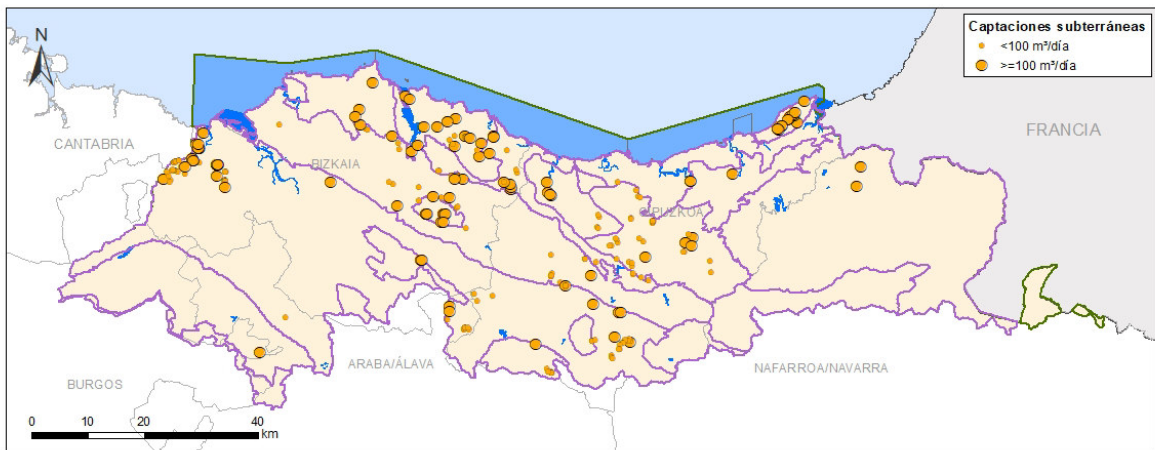 N
Captaciones subterráneas
<100 m³/día
>=100 m³/día
CANTABRIA
FRANCIA
BIZKAIA
GIPUZKOA
ARABA/ÁLAVA
NAFARROA/NAVARRA
BURGOS
0 10 20 40
km